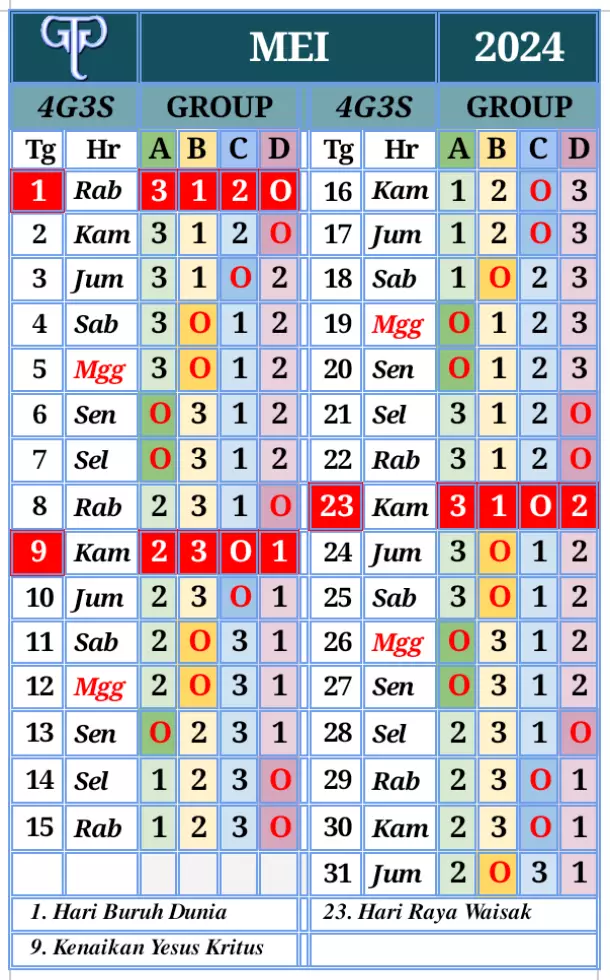 GTP MEI 2024
4G3S GROUP 4G3S GROUP
Tg Hr A B C D Tg Hr A B C D
1 Rab 3 1 2 O 16 Kam 1 2 O 3
2 Kam 3 1 2 O 17 Jum 1 2 O 3
3 Jum 3 1 O 2 18 Sab 1 O 2 3
4 Sab 3 O 1 2 19 Mgg O 1 2 3
5 Mgg 3 O 1 2 20 Sen O 1 2 3
6 Sen O 3 1 2 21 Sel 3 1 2 O
7 Sel O 3 1 2 22 Rab 3 1 2 O
8 Rab 2 3 1 O 23 Kam 3 1 O 2
9 Kam 2 3 O 1 24 Jum 3 O 1 2
10 Jum 2 3 O 1 25 Sab 3 O 1 2
11 Sab 2 O 3 1 26 Mgg O 3 1 2
12 Mgg 2 O 3 1 27 Sen O 3 1 2
13 Sen O 2 3 1 28 Sel 2 3 1 O
14 Sel 1 2 3 O 29 Rab 2 3 O 1
15 Rab 1 2 3 O 30 Kam 2 3 O 1
31 Jum 2 O 3 1
1. Hari Buruh Dunia 23. Hari Raya Waisak
9. Kenaikan Yesus Kritus